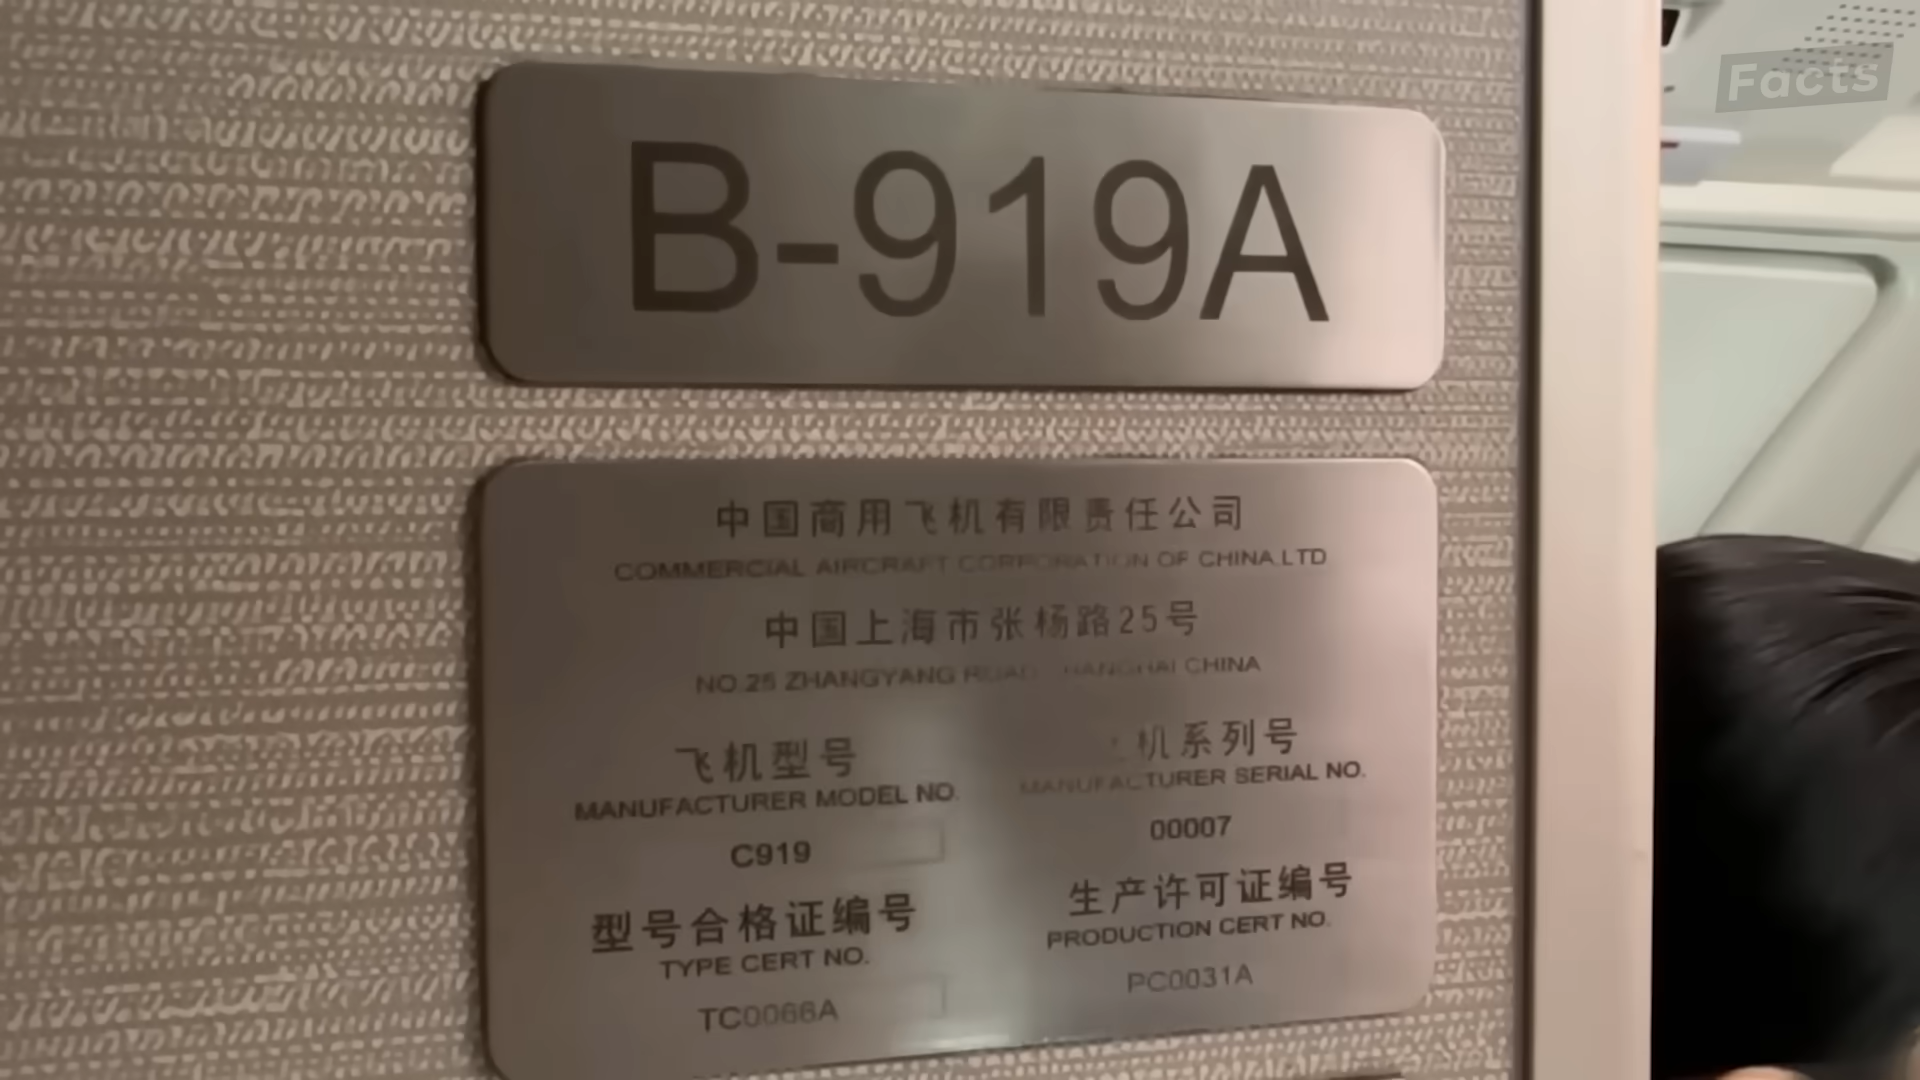 Facts
B-919A
中国商用飞机有限责任公司
COMMERCIAL AIRCRAFT CORPORATION OF CHINA.LTD
中国上海市张杨路25号
NO.25 ZHANGYANG ROAD SHANGHAI CHINA
飞机型号
机系列号
MANUFACTURER MODEL NO.
MANUFACTURER SERIAL NO.
C919
00007
型号合格证编号
生产许可证编号
TYPE CERT NO.
PRODUCTION CERT NO.
TC0066A
PC0031A